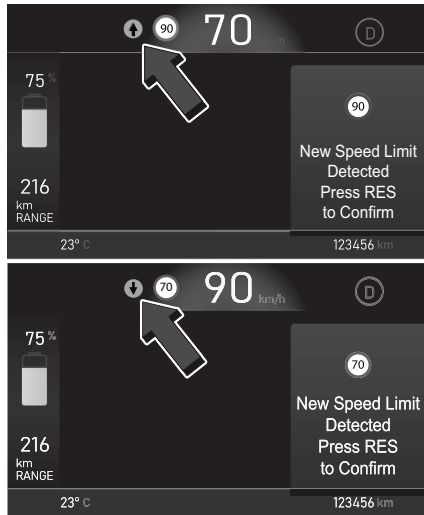 90 70 km/h D
75 %
90
New Speed Limit
Detected
Press RES
to Confirm
216
km
RANGE
23° C 123456 km
70 90 km/h D
75 %
70
New Speed Limit
Detected
Press RES
to Confirm
216
km
RANGE
23° C 123456 km